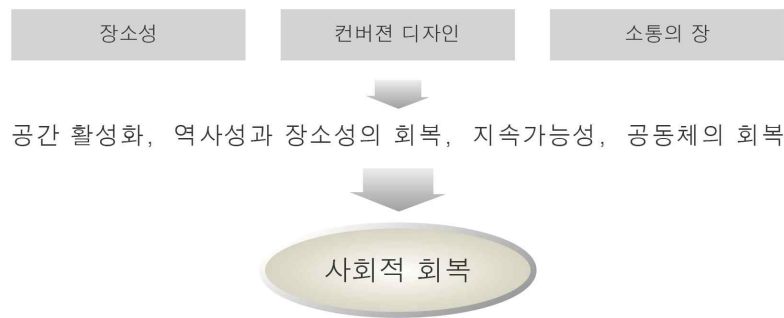 장소성
컨버젼 디자인
소통의 장
공간 활성화, 역사성과 장소성의 회복, 지속가능성, 공동체의 회복
사회적 회복